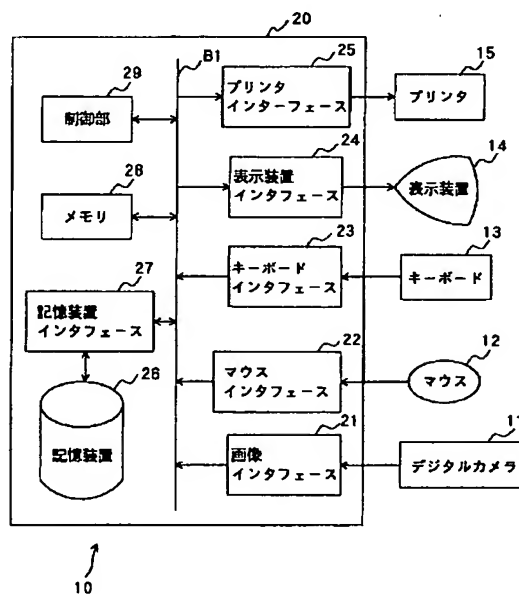 20
B1
29
制御部
25
プリンタ
インターフェース
15
プリンタ
28
メモリ
24
表示装置
インタフェース
14
表示装置
27
記憶装置
インタフェース
23
キーボード
インタフェース
13
キーボード
26
記憶装置
22
マウス
インタフェース
12
マウス
21
画像
インタフェース
11
デジタルカメラ
10